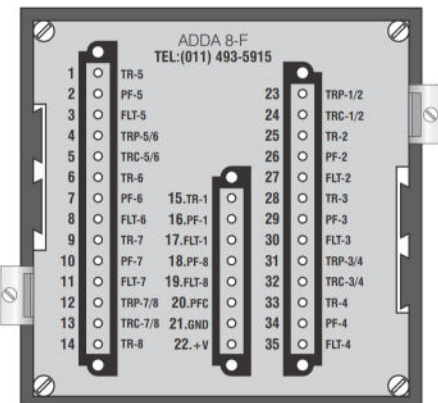 ADDA 8-F
TEL:(011) 493-5915
1 TR-5
2 PF-5
3 FLT-5
4 TRP-5/6
5 TRC-5/6
6 TR-6
7 PF-6
8 FLT-6
9 TR-7
10 PF-7
11 FLT-7
12 TRP-7/8
13 TRC-7/8
14 TR-8
15.TR-1
16.PF-1
17.FLT-1
18.PF-8
19.FLT-8
20.PFC
21.GND
22.+V
23 TRP-1/2
24 TRC-1/2
25 TR-2
26 PF-2
27 FLT-2
28 TR-3
29 PF-3
30 FLT-3
31 TRP-3/4
32 TRC-3/4
33 TR-4
34 PF-4
35 FLT-4